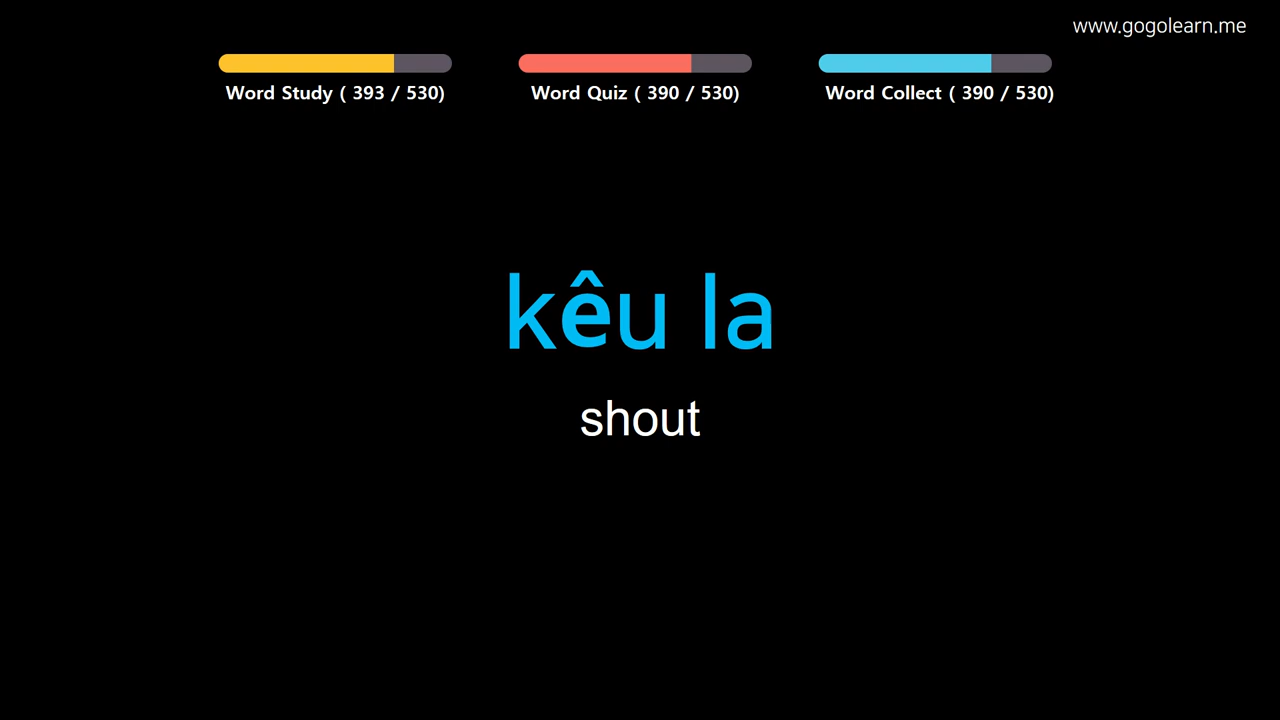 www.gogolearn.me
Word Study ( 393 / 530)
Word Quiz ( 390 / 530)
Word Collect ( 390 / 530)
kêu la
shout